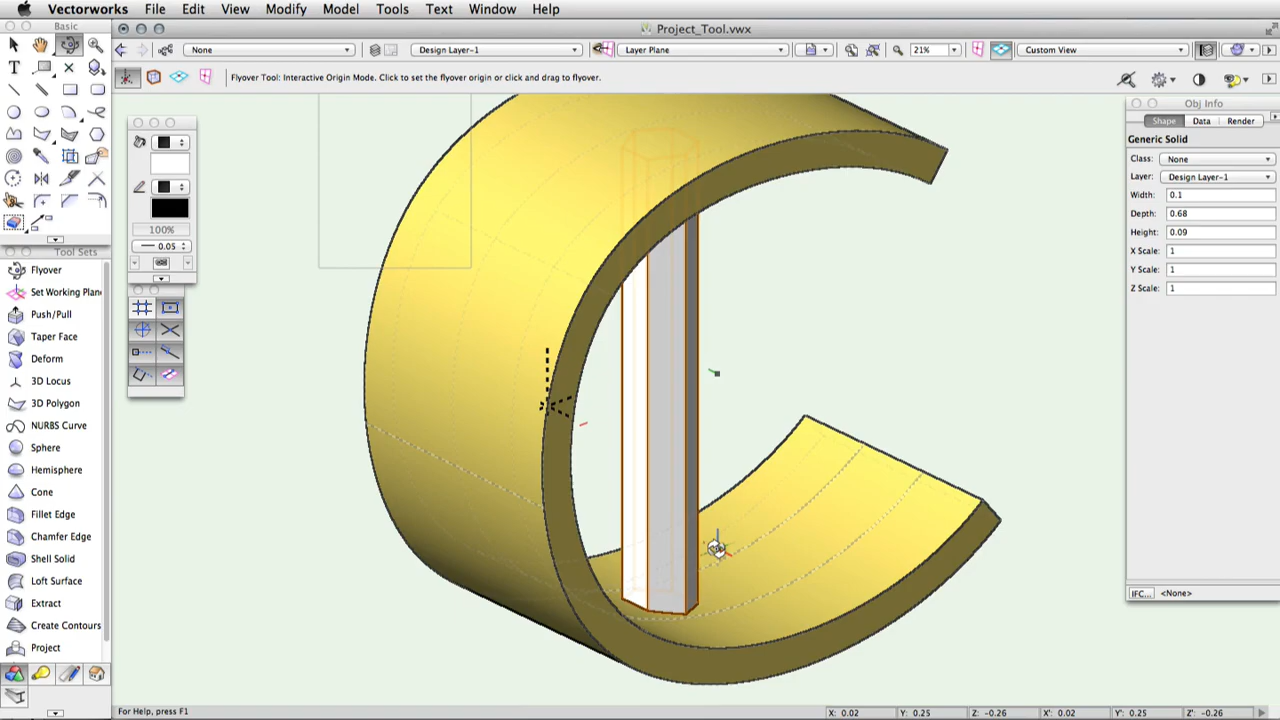 Vectorworks File Edit View Modify Model Tools Text Window Help
Basic
Project_Tool.vwx
None
Design Layer-1
Layer Plane
21%
Custom View
Flyover Tool: Interactive Origin Mode. Click to set the flyover origin or click and drag to flyover.
100%
0.05
Tool Sets
Flyover
Set Working Plane
Push/Pull
Taper Face
Deform
3D Locus
3D Polygon
NURBS Curve
Sphere
Hemisphere
Cone
Fillet Edge
Chamfer Edge
Shell Solid
Loft Surface
Extract
Create Contours
Project
Obj Info
Shape Data Render
Generic Solid
Class: None
Layer: Design Layer-1
Width: 0.1
Depth: 0.68
Height: 0.09
X Scale: 1
Y Scale: 1
Z Scale: 1
IFC... <None>
For Help, press F1
X: 0.02 Y: 0.25 Z: -0.26 X': 0.02 Y': 0.25 Z': -0.26